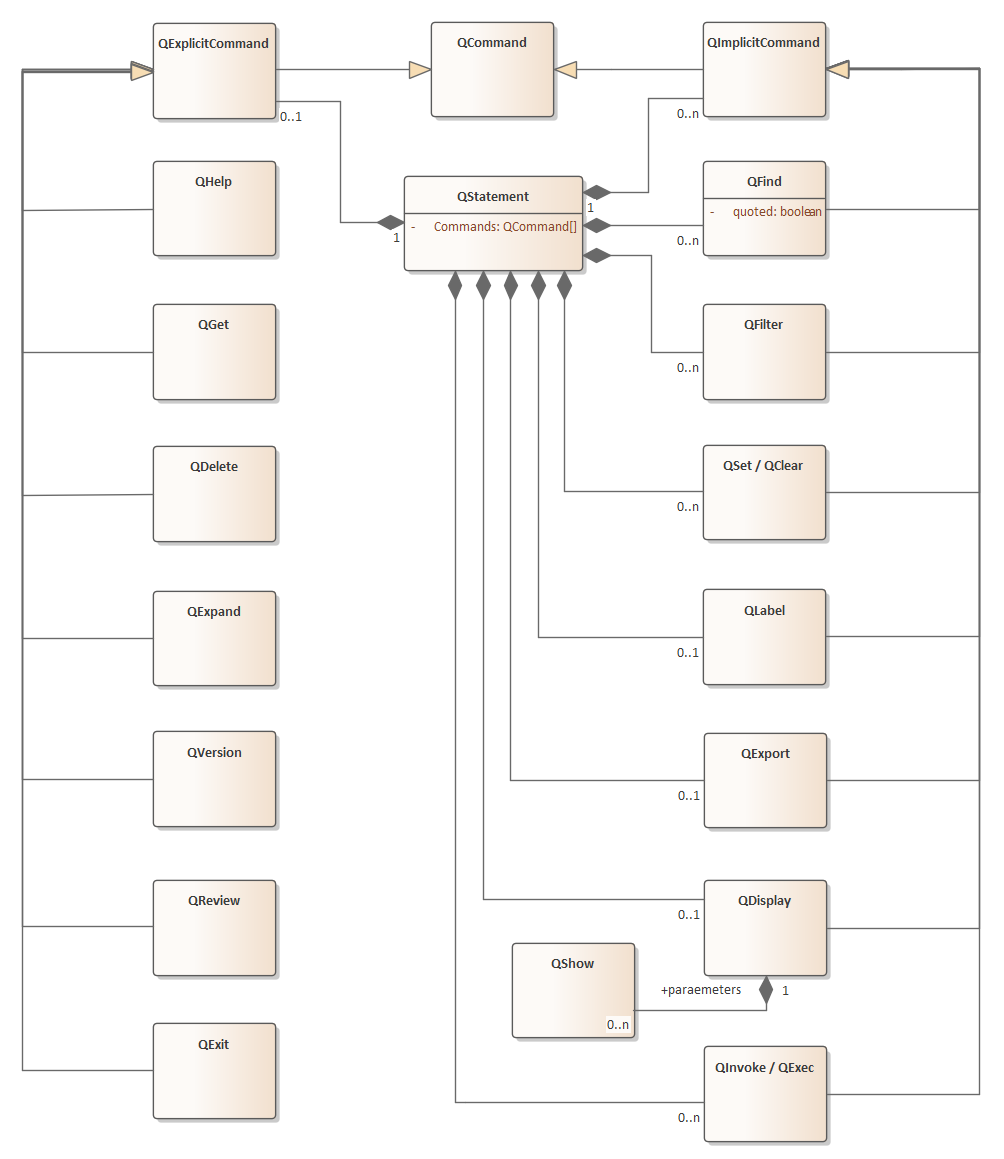 QExplicitCommand
QCommand
QImplicitCommand
0..1
0..n
QHelp
QStatement
- Commands: QCommand[]
1
1
QFind
- quoted: boolean
0..n
QGet
QFilter
0..n
QDelete
QSet / QClear
0..n
QExpand
QLabel
0..1
QVersion
QExport
0..1
QReview
QDisplay
0..1
QShow
0..n
+paraemeters
1
QExit
QInvoke / QExec
0..n